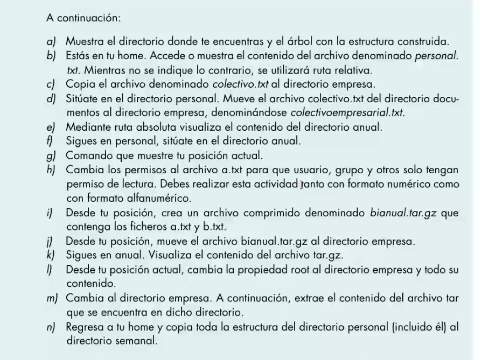 A continuación:
a) Muestra el directorio donde te encuentras y el árbol con la estructura construida.
b) Estás en tu home. Accede o muestra el contenido del archivo denominado personal.
txt. Mientras no se indique lo contrario, se utilizará ruta relativa.
c) Copia el archivo denominado colectivo.txt al directorio empresa.
d) Sitúate en el directorio personal. Mueve el archivo colectivo.txt del directorio docu-
mentos al directorio empresa, denominándose colectivoempresarial.txt.
e) Mediante ruta absoluta visualiza el contenido del directorio anual.
f) Sigues en personal, sitúate en el directorio anual.
g) Comando que muestre tu posición actual.
h) Cambia los permisos al archivo a.txt para que usuario, grupo y otros solo tengan
permiso de lectura. Debes realizar esta actividad tanto con formato numérico como
con formato alfanumérico.
i) Desde tu posición, crea un archivo comprimido denominado bianual.tar.gz que
contenga los ficheros a.txt y b.txt.
j) Desde tu posición, mueve el archivo bianual.tar.gz al directorio empresa.
k) Sigues en anual. Visualiza el contenido del archivo tar.gz.
l) Desde tu posición actual, cambia la propiedad root al directorio empresa y todo su
contenido.
m) Cambia al directorio empresa. A continuación, extrae el contenido del archivo tar
que se encuentra en dicho directorio.
n) Regresa a tu home y copia toda la estructura del directorio personal (incluido él) al
directorio semanal.